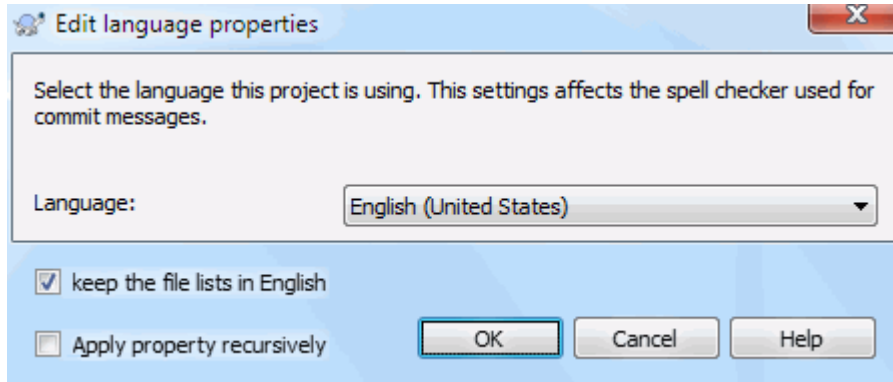 Edit language properties
Select the language this project is using. This settings affects the spell checker used for
commit messages.
Language:
English (United States)
keep the file lists in English
Apply property recursively
OK
Cancel
Help